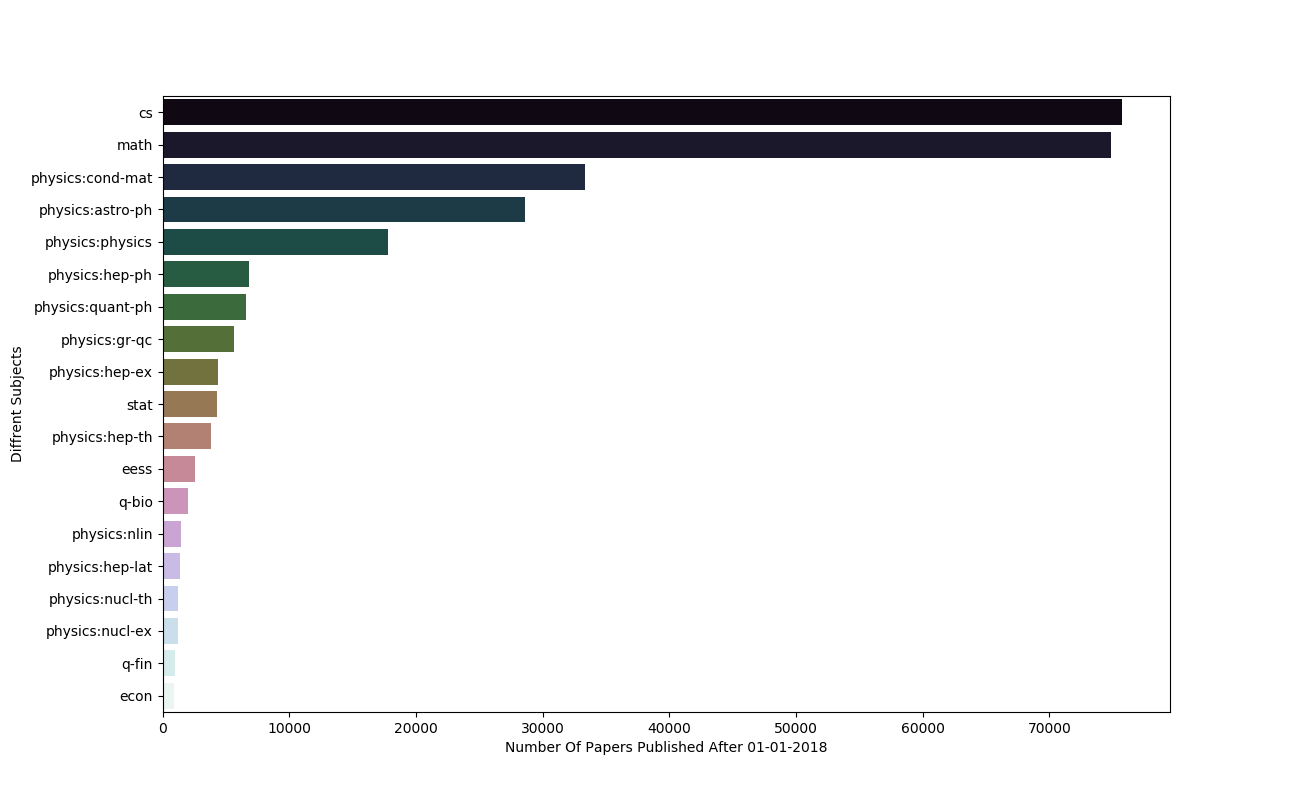 cs
math
physics:cond-mat
physics:astro-ph
physics:physics
physics:hep-ph
physics:quant-ph
physics:gr-qc
physics:hep-ex
stat
physics:hep-th
eess
q-bio
physics:nlin
physics:hep-lat
physics:nucl-th
physics:nucl-ex
q-fin
econ
Diffrent Subjects
0 10000 20000 30000 40000 50000 60000 70000
Number Of Papers Published After 01-01-2018